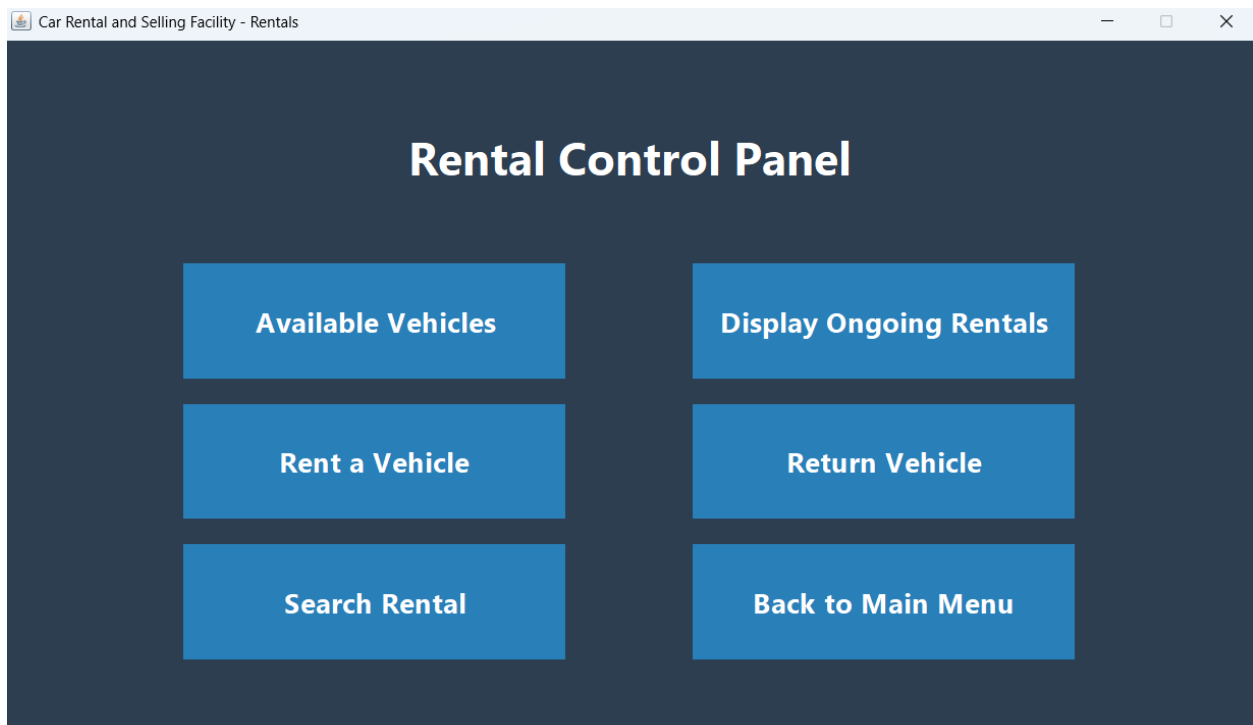 Car Rental and Selling Facility - Rentals
Rental Control Panel
Available Vehicles
Display Ongoing Rentals
Rent a Vehicle
Return Vehicle
Search Rental
Back to Main Menu